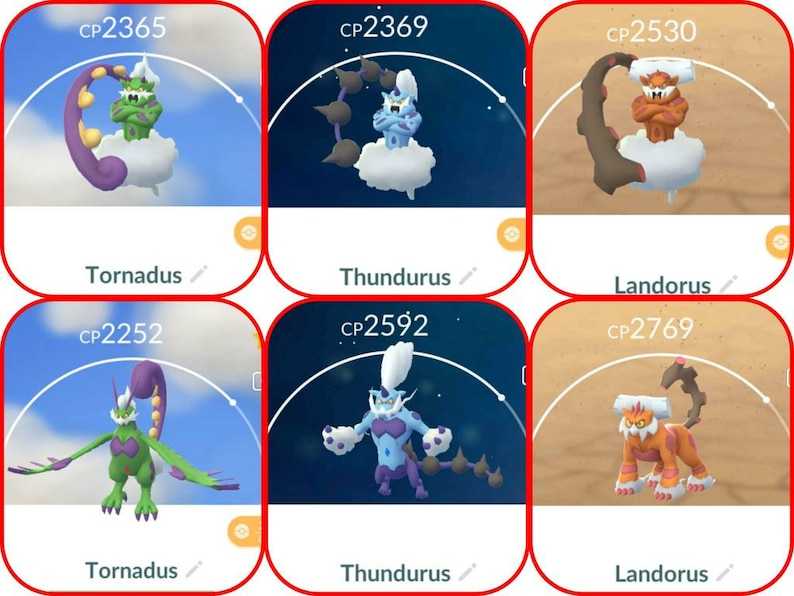 CP2365
CP2369
CP2530
Tornadus
Thundurus
Landorus
CP2252
CP2592
CP2769
Tornadus
Thundurus
Landorus